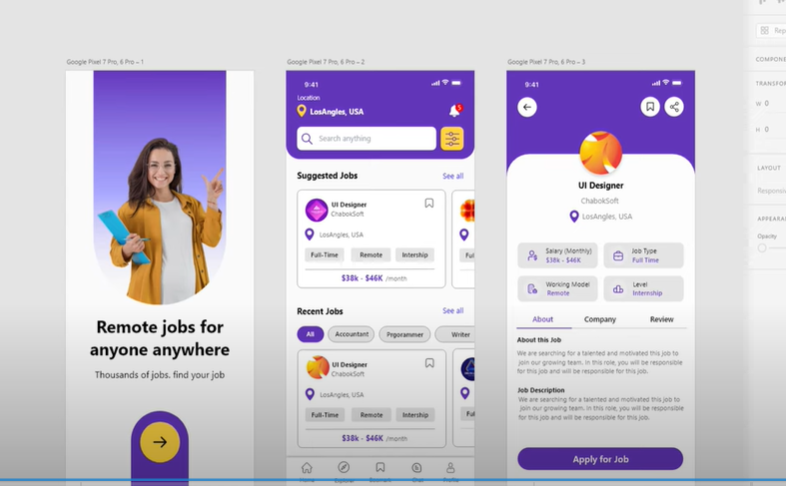 Google Pixel 7 Pro, 6 Pro – 1
Remote jobs for
anyone anywhere
Thousands of jobs. find your job
Google Pixel 7 Pro, 6 Pro – 2
9:41
Location
LosAngles, USA
Search anything
Suggested Jobs
See all
UI Designer
ChabokSoft
LosAngles, USA
Full-Time
Remote
Intership
$38k - $46K /month
Recent Jobs
See all
All
Accountant
Prgorammer
Writer
UI Designer
ChabokSoft
LosAngles, USA
Full-Time
Remote
Intership
$38k - $46K /month
Google Pixel 7 Pro, 6 Pro – 3
9:41
UI Designer
ChabokSoft
LosAngles, USA
Salary (Monthly)
$38k - $46K
Job Type
Full Time
Working Model
Remote
Level
Internship
About
Company
Review
About this Job
We are searching for a talented and motivated this job to
join our growing team. In this role, you will be responsible
for this job and will be responsible for this job.
Job Description
We are searching for a talented and motivated this job to
join our growing team. In this role, you will be responsible
for this job and will be responsible for this job.
Apply for Job
W 0
H 0
LAYOUT
Opacity